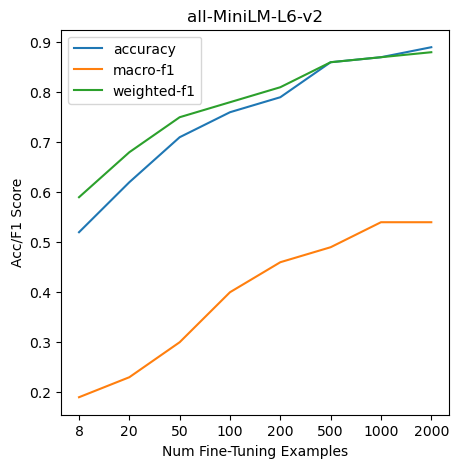 all-MiniLM-L6-v2
accuracy
macro-f1
weighted-f1
Acc/F1 Score
0.9
0.8
0.7
0.6
0.5
0.4
0.3
0.2
8 20 50 100 200 500 1000 2000
Num Fine-Tuning Examples